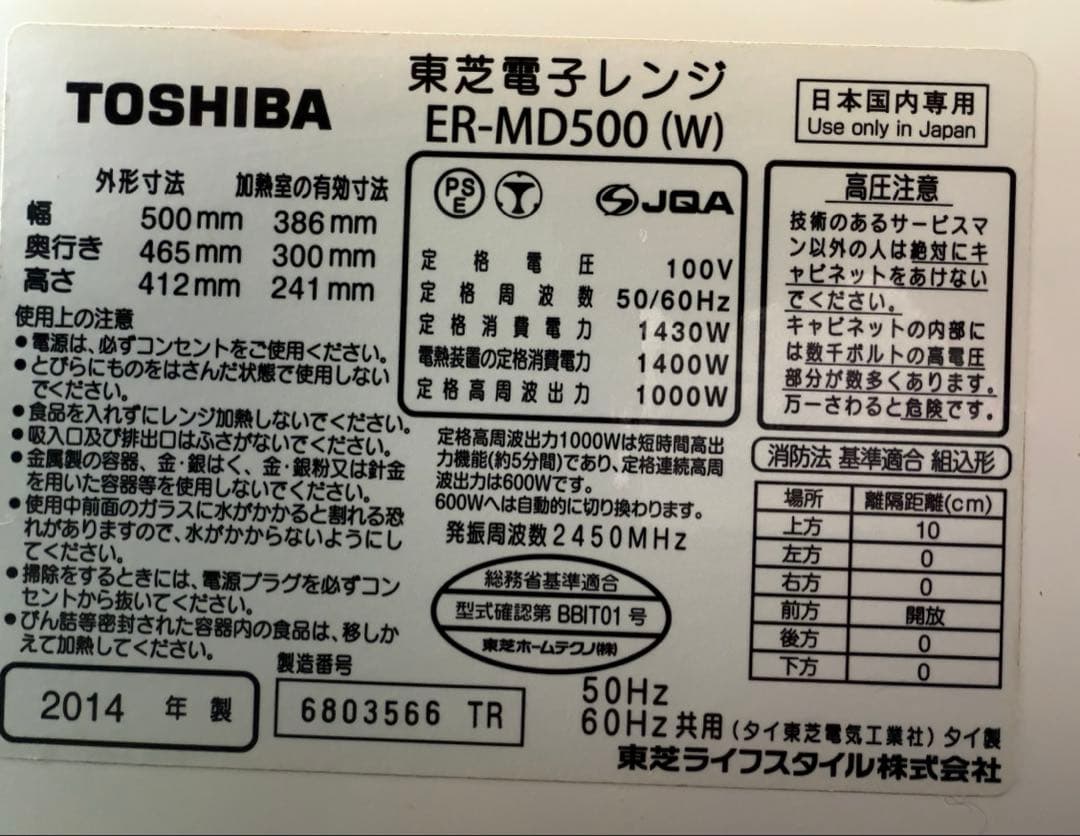 TOSHIBA
東芝電子レンジ
ER-MD500 (W)
日本国内専用
Use only in Japan
外形寸法 加熱室の有効寸法
幅 500mm 386mm
奥行き 465mm 300mm
高さ 412mm 241mm
使用上の注意
●電源は、必ずコンセントをご使用ください。
●とびらにものをはさんだ状態で使用しない
でください。
●食品を入れずにレンジ加熱しないでください。
●吸入口及び排出口はふさがないでください。
●金属製の容器、金・銀はく、金・銀粉又は針金
を用いた容器等を使用しないでください。
●使用中前面のガラスに水がかかると割れる恐
れがありますので、水がかからないようにし
てください。
●掃除をするときには、電源プラグを必ずコン
セントから抜いてください。
●びん詰等密封された容器内の食品は、移しか
えて加熱してください。
2014 年 製
製造番号
6803566 TR
PS
E
JQA
定格電圧 100V
定格周波数 50/60Hz
定格消費電力 1430W
電熱装置の定格消費電力 1400W
定格高周波出力 1000W
定格高周波出力1000Wは短時間高出
力機能(約5分間)であり、定格連続高周
波出力は600Wです。
600Wへは自動的に切り換わります。
発振周波数2450MHz
総務省基準適合
型式確認第 BBIT01 号
東芝ホームテクノ(株)
高圧注意
技術のあるサービスマ
ン以外の人は絶対にキ
ャビネットをあけない
でください。
キャビネットの内部に
は数千ボルトの高電圧
部分が数多くあります。
万一さわると危険です。
消防法 基準適合 組込形
場所 離隔距離(cm)
上方 10
左方 0
右方 0
前方 開放
後方 0
下方 0
50Hz
60Hz共用(タイ東芝電気工業社)タイ製
東芝ライフスタイル株式会社